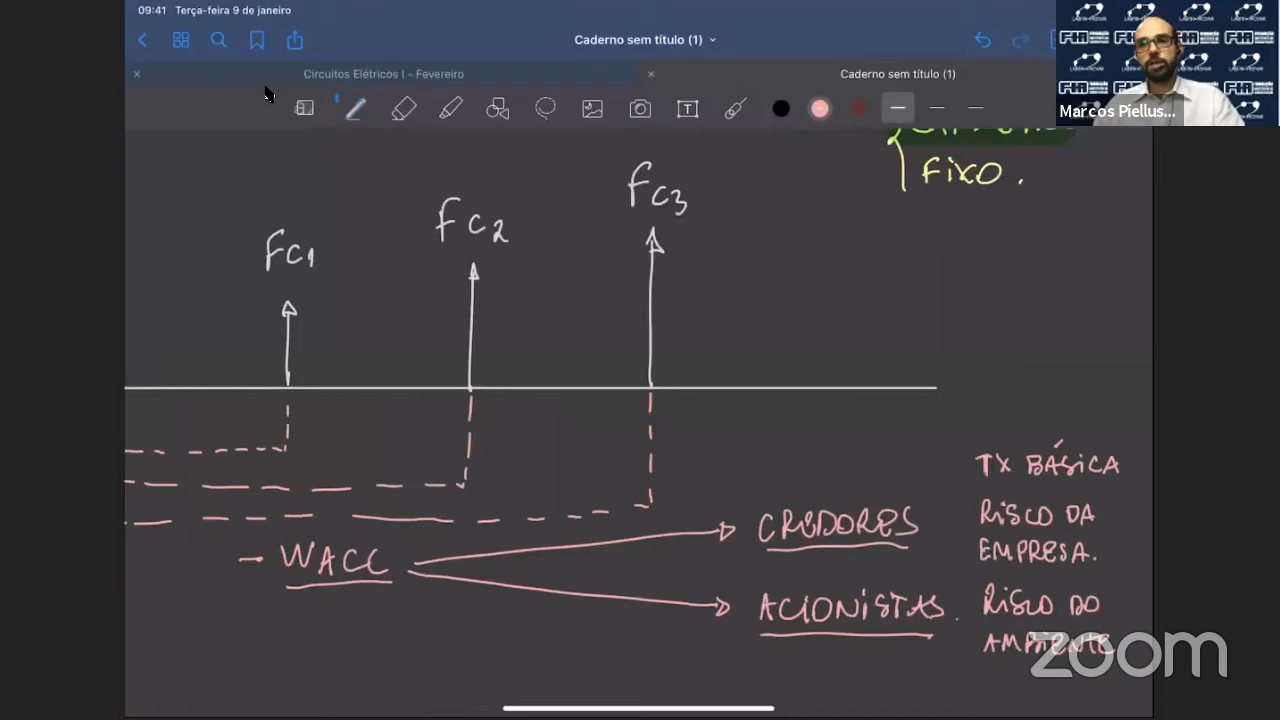 09:41 Terça-feira 9 de janeiro
Caderno sem título (1)
Circuitos Elétricos I - Fevereiro
Caderno sem título (1)
Marcos Piellus...
FIXO.
FC1
FC2
FC3
- WACC
CREDORES
ACIONISTAS.
TX BÁSICA
RISCO DA
EMPRESA.
RISCO DO
AMBIENTE
zoom